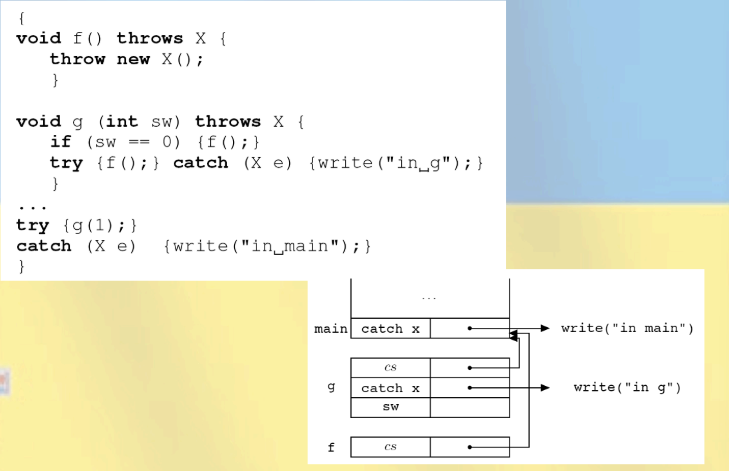 {
void f() throws X {
throw new X();
}
void g (int sw) throws X {
if (sw == 0) {f();}
try {f();} catch (X e) {write("in␣g");}
}
...
try {g(1);}
catch (X e) {write("in␣main");}
}
...
main catch x write("in main")
cs
g catch x write("in g")
sw
f cs